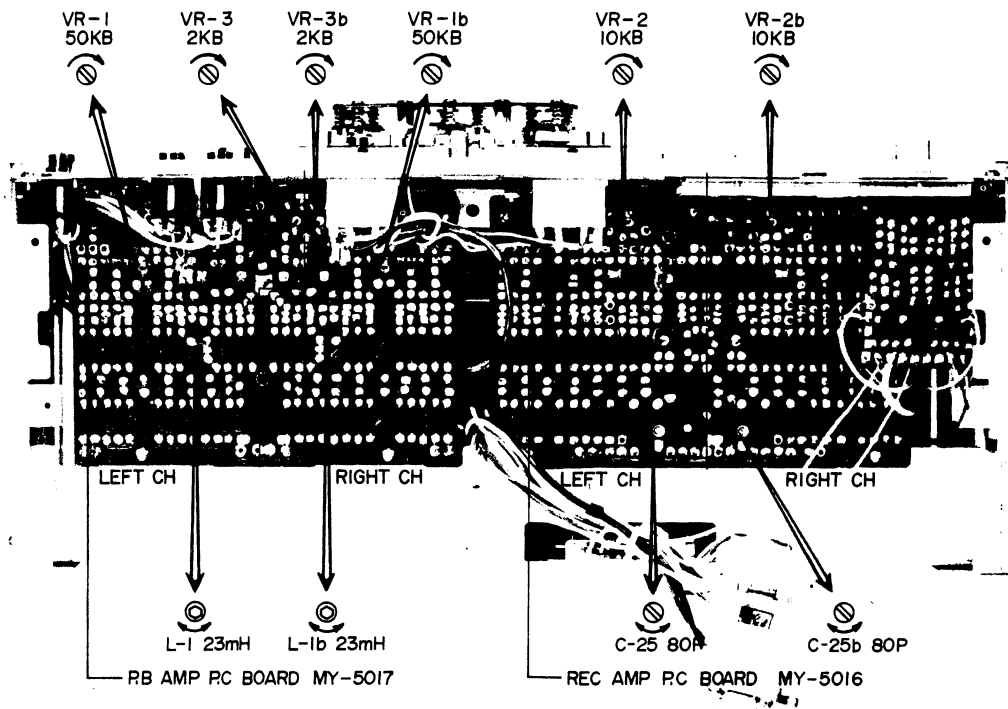 VR-1
50KB
VR-3
2KB
VR-3b
2KB
VR-1b
50KB
VR-2
10KB
VR-2b
10KB
LEFT CH
RIGHT CH
LEFT CH
RIGHT CH
L-1 23mH
L-1b 23mH
C-25 80P
C-25b 80P
P.B AMP P.C BOARD MY-5017
REC AMP P.C BOARD MY-5016